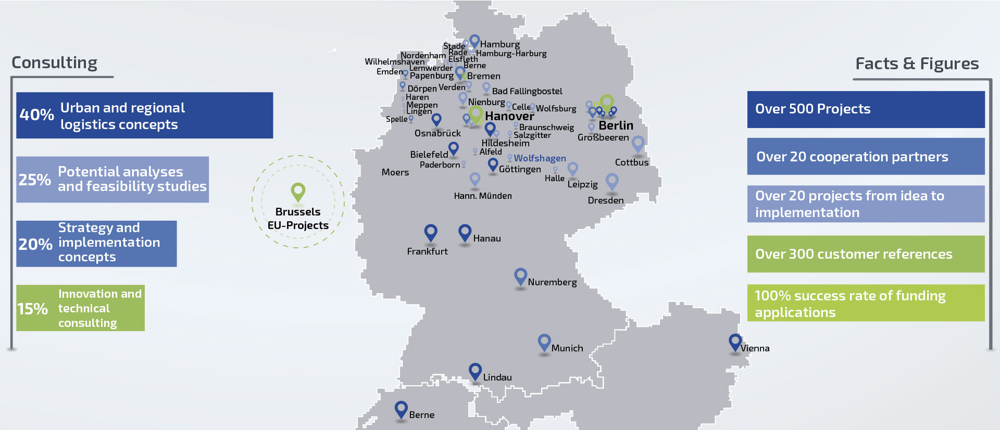 Consulting
40%
Urban and regional
logistics concepts
25%
Potential analyses
and feasibility studies
20%
Strategy and
implementation
concepts
15%
Innovation and
technical
consulting
Brussels
EU-Projects
Stade
Hamburg
Rade
Hamburg-Harburg
Nordenham
Elsfleth
Wilhelmshaven
Berne
Lemwerder
Emden
Papenburg
Bremen
Dörpen
Verden
Bad Fallingbostel
Haren
Nienburg
Meppen
Celle
Wolfsburg
Lingen
Spelle
Hanover
Berlin
Osnabrück
Braunschweig
Salzgitter
Großbeeren
Hildesheim
Alfeld
Bielefeld
Wolfshagen
Cottbus
Paderborn
Göttingen
Moers
Halle
Leipzig
Hann. Münden
Dresden
Hanau
Frankfurt
Nuremberg
Munich
Vienna
Lindau
Berne
Facts & Figures
Over 500 Projects
Over 20 cooperation partners
Over 20 projects from idea to
implementation
Over 300 customer references
100% success rate of funding
applications